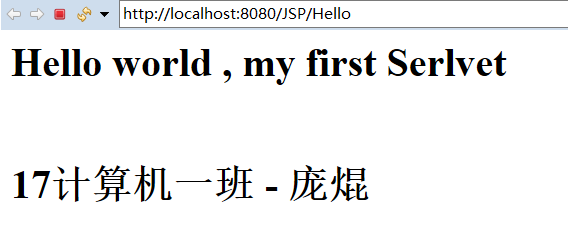 http://localhost:8080/JSP/Hello
Hello world , my first Serlvet
17计算机一班 - 庞焜